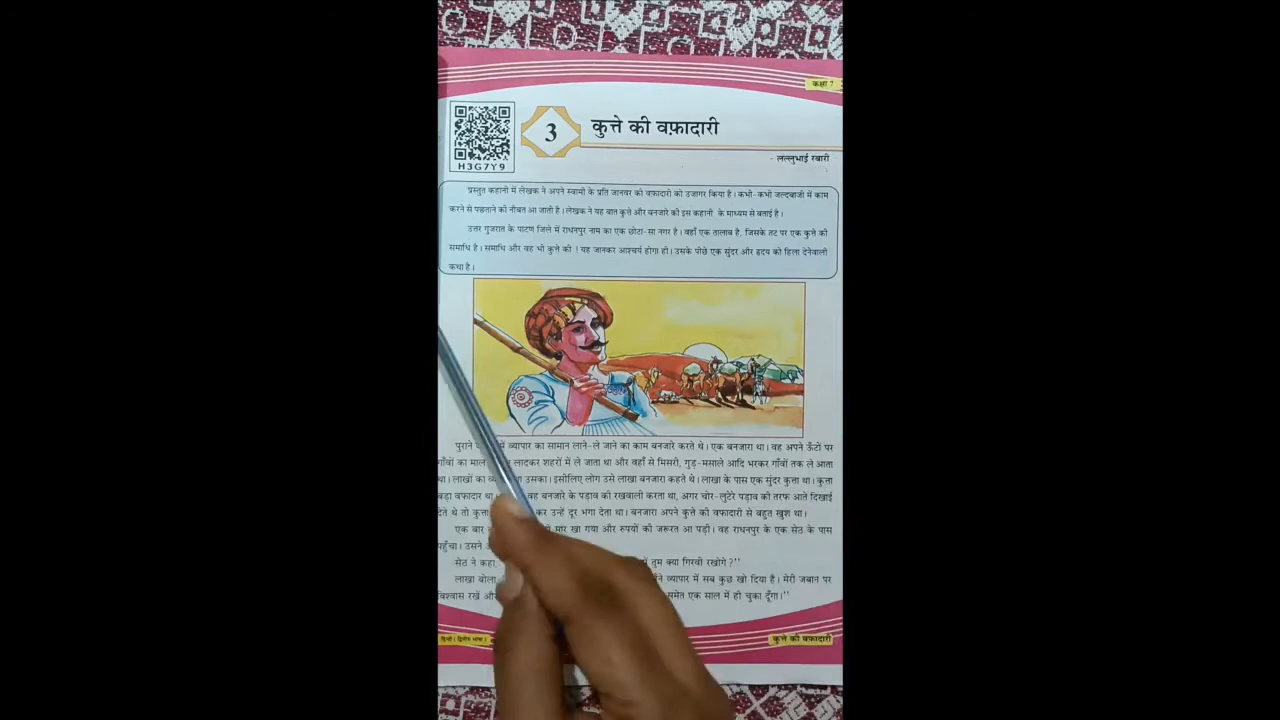 कक्षा 7
H3G7Y9
3
कुत्ते की वफ़ादारी
- लल्लुभाई रबारी
प्रस्तुत कहानी में लेखक ने अपने स्वामी के प्रति जानवर की वफ़ादारी को उजागर किया है। कभी-कभी जल्दबाजी में काम
करने से पछताने की नौबत आ जाती है। लेखक ने यह बात कुत्ते और बनजारे की इस कहानी के माध्यम से बताई है।
उत्तर गुजरात के पाटण जिले में राधनपुर नाम का एक छोटा-सा नगर है। वहाँ एक तालाब है, जिसके तट पर एक कुत्ते की
समाधि है। समाधि और वह भी कुत्ते की ! यह जानकर आश्चर्य होगा ही। उसके पीछे एक सुंदर और हृदय को हिला देनेवाली
कथा है।
पुराने में व्यापार का सामान लाने-ले जाने का काम बनजारे करते थे। एक बनजारा था। वह अपने ऊँटों पर
गाँवों का माल लादकर शहरों में ले जाता था और वहाँ से मिसरी, गुड़-मसाले आदि भरकर गाँवों तक ले आता
था। लाखों का उसका। इसीलिए लोग उसे लाखा बनजारा कहते थे। लाखा के पास एक सुंदर कुत्ता था। कुत्ता
बड़ा वफ़ादार था। वह बनजारे के पड़ाव की रखवाली करता था, अगर चोर-लुटेरे पड़ाव की तरफ आते दिखाई
देते थे तो कुत्ता कर उन्हें दूर भगा देता था। बनजारा अपने कुत्ते की वफ़ादारी से बहुत खुश था।
एक बार में मार खा गया और रुपयों की जरूरत आ पड़ी। वह राधनपुर के एक सेठ के पास
पहुँचा। उसने
सेठ ने कहा, में तुम क्या गिरवी रखोगे ?''
लाखा बोला व्यापार में सब कुछ खो दिया है। मेरी जबान पर
विश्वास रखें और समेत एक साल में ही चुका दूँगा।''
हिन्दी (द्वितीय भाषा)
कुत्ते की वफ़ादारी